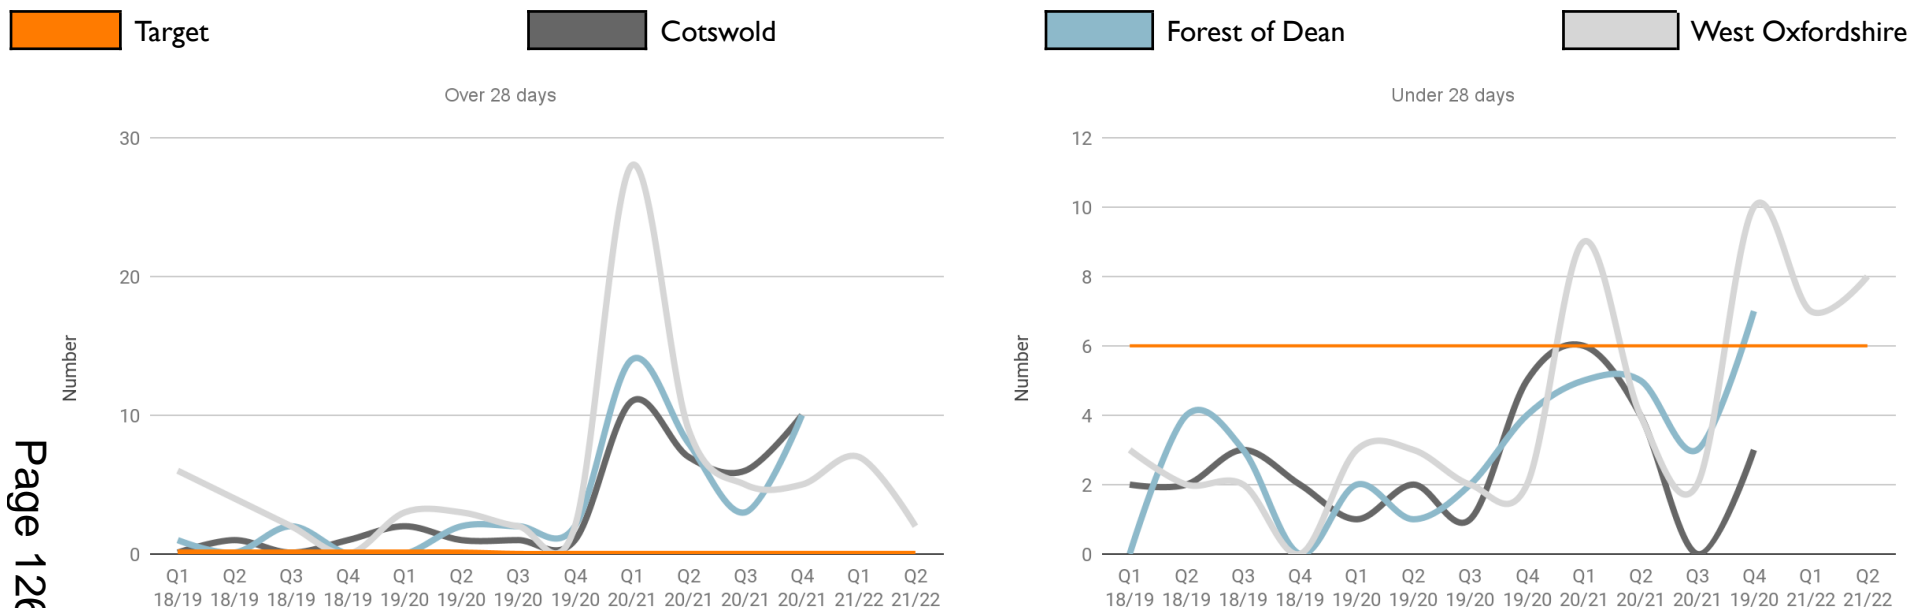 Target
Cotswold
Forest of Dean
West Oxfordshire
Over 28 days
30
20
10
0
Number
Q1 Q2 Q3 Q4 Q1 Q2 Q3 Q4 Q1 Q2 Q3 Q4 Q1 Q2
18/19 18/19 18/19 18/19 19/20 19/20 19/20 19/20 20/21 20/21 20/21 20/21 21/22 21/22
Under 28 days
12
10
8
6
4
2
0
Number
Q1 Q2 Q3 Q4 Q1 Q2 Q3 Q4 Q1 Q2 Q3 Q4 Q1 Q2
18/19 18/19 18/19 18/19 19/20 19/20 19/20 19/20 20/21 20/21 20/21 19/20 21/22 21/22
Page 126